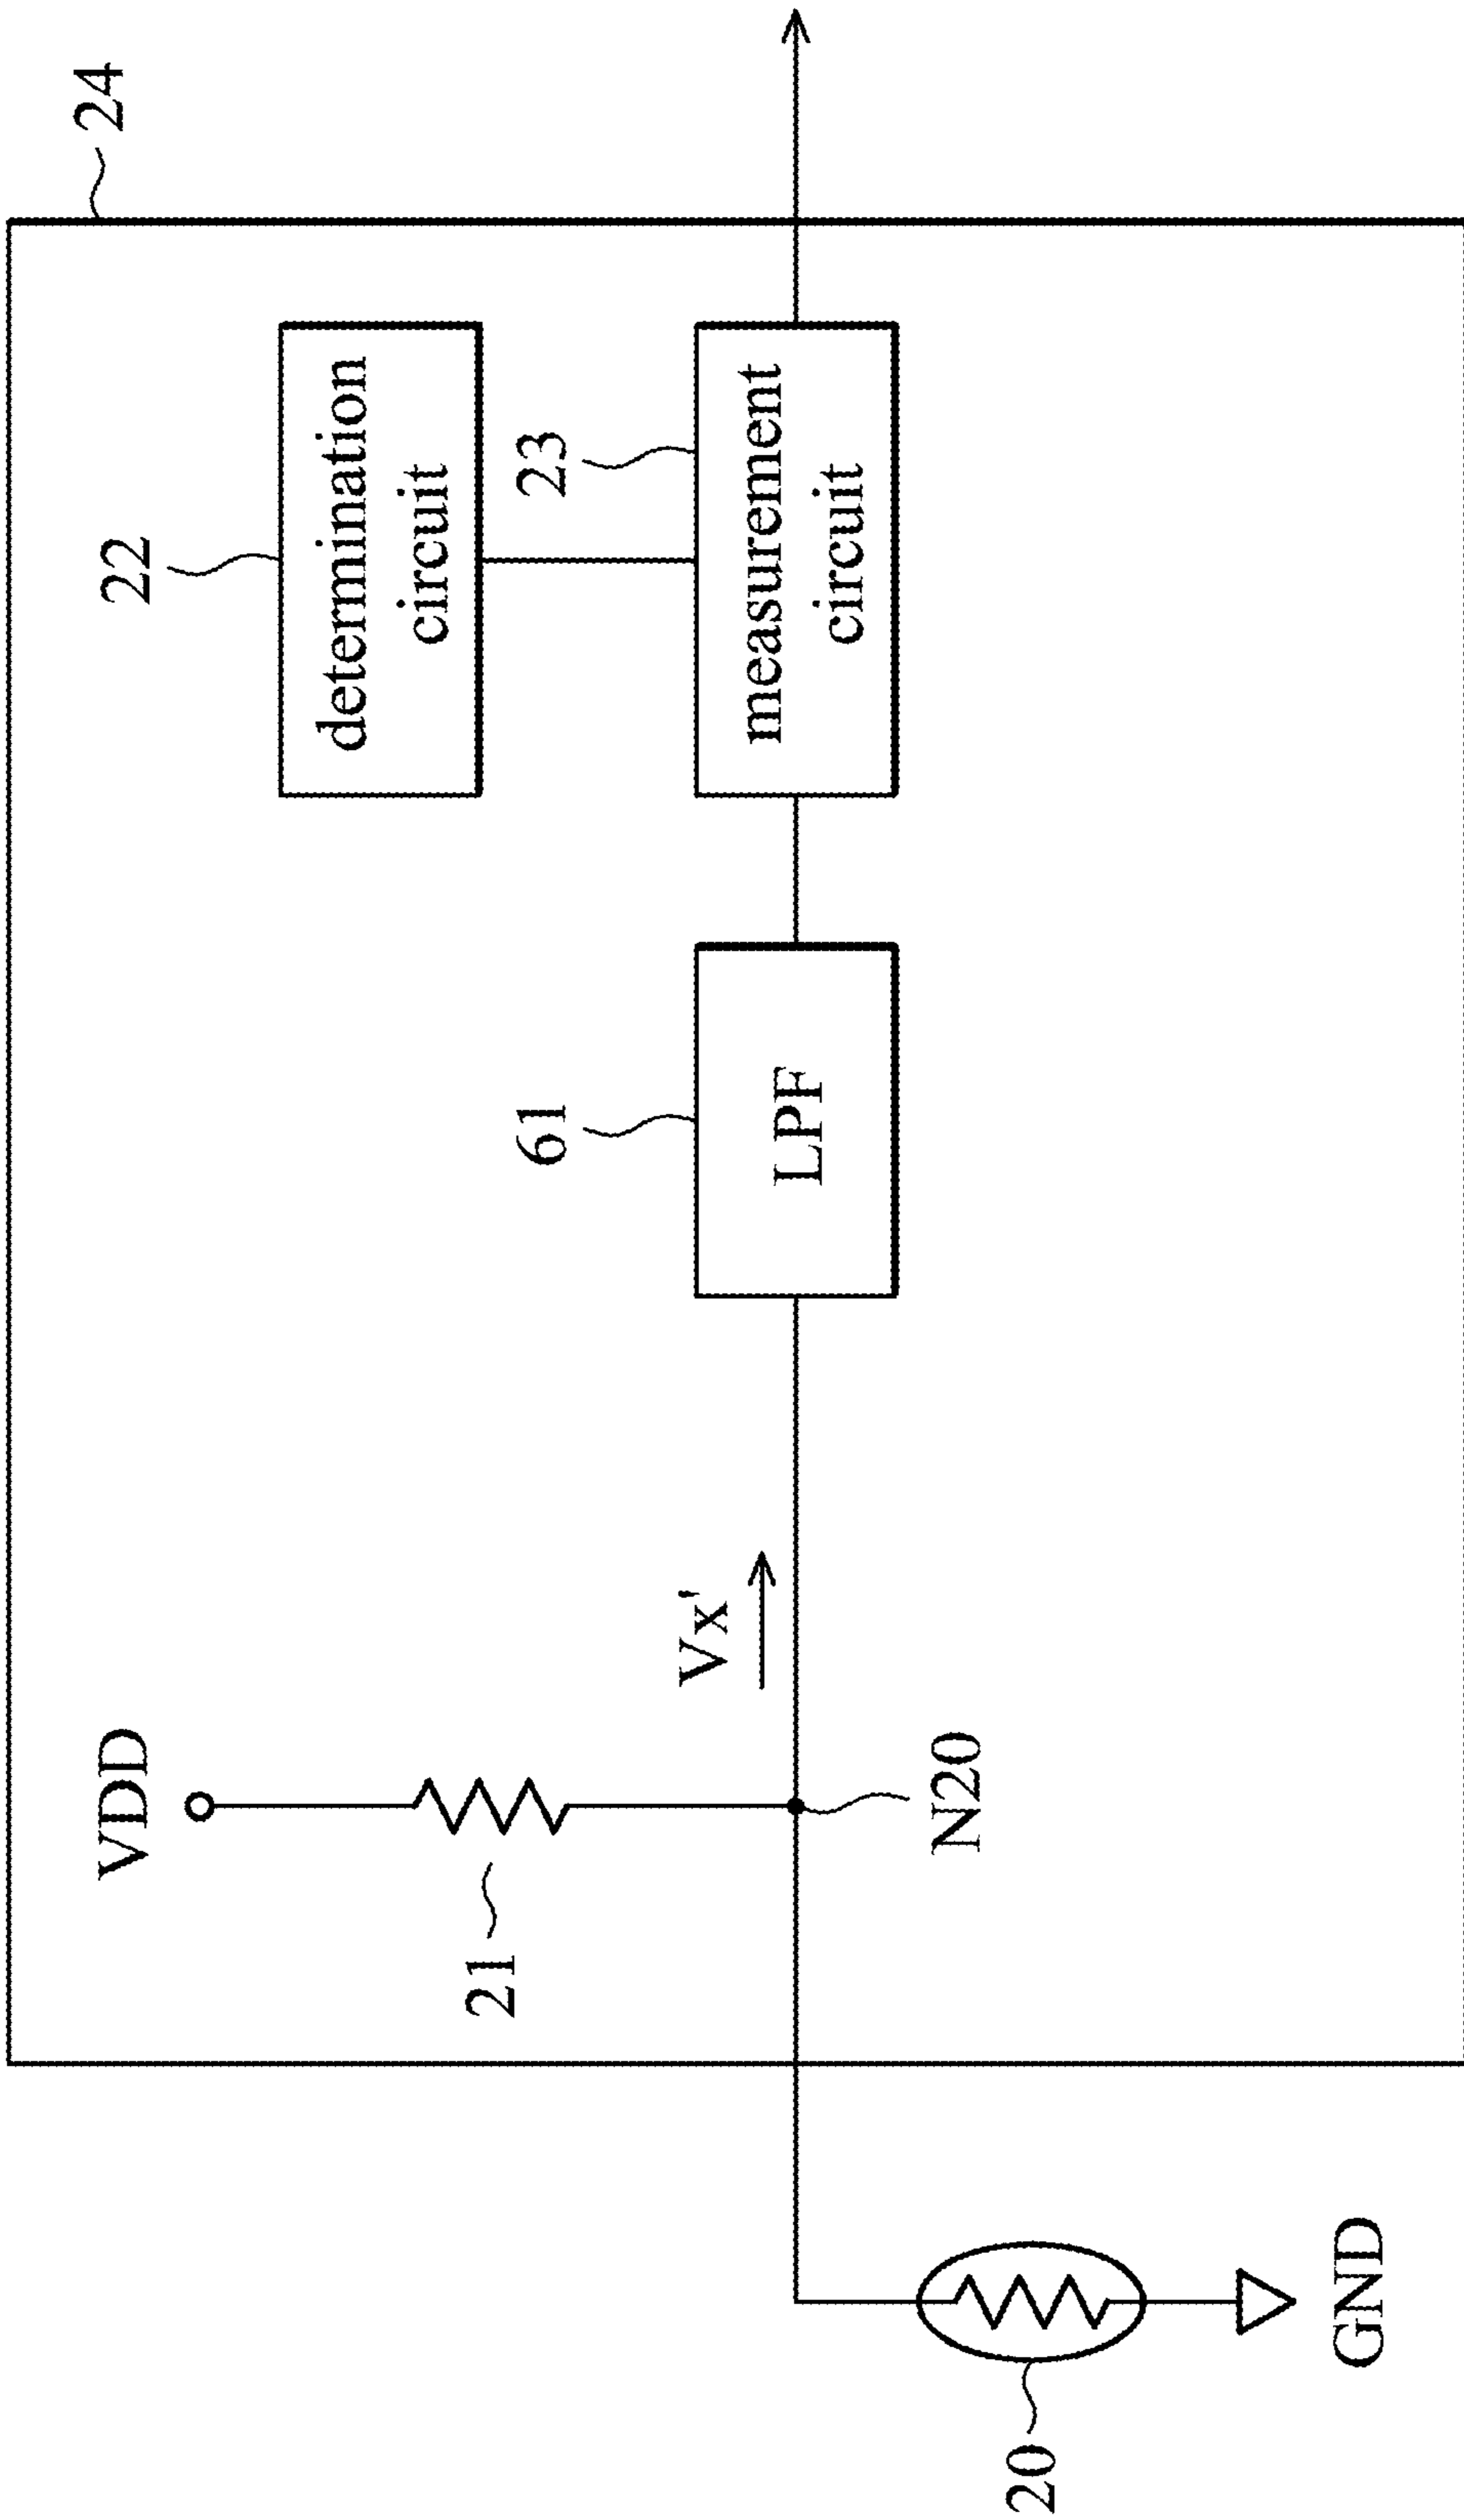 24
22
determination
circuit
23
measurement
circuit
61
LPF
VDD
Vx'
21
N20
20
GND